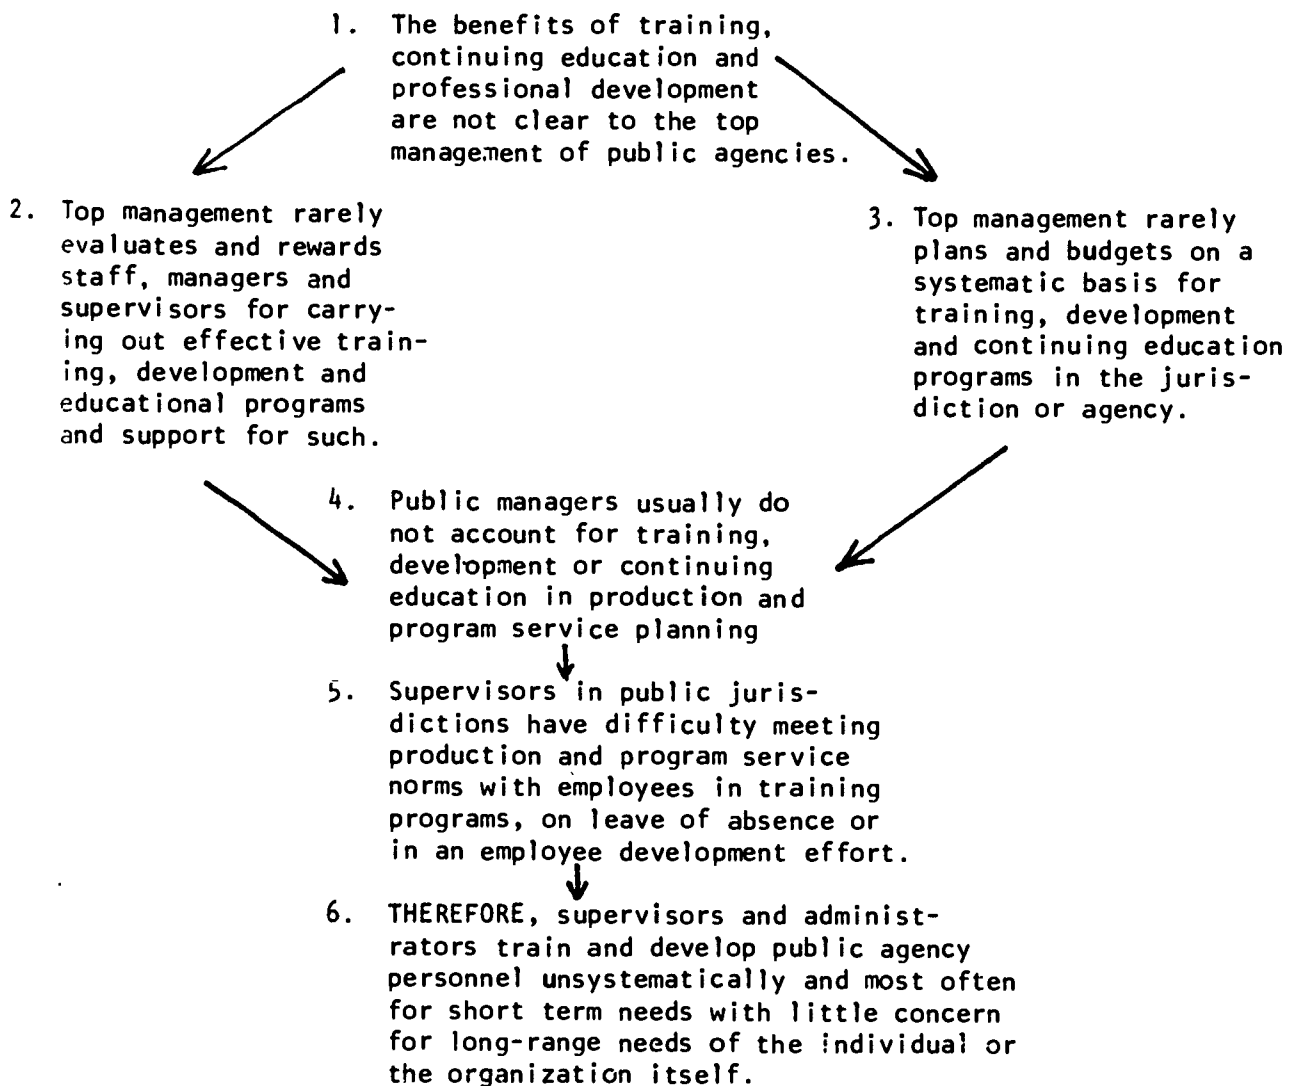 1. The benefits of training,
continuing education and
professional development
are not clear to the top
management of public agencies.
2. Top management rarely
evaluates and rewards
staff, managers and
supervisors for carry-
ing out effective train-
ing, development and
educational programs
and support for such.
3. Top management rarely
plans and budgets on a
systematic basis for
training, development
and continuing education
programs in the juris-
diction or agency.
4. Public managers usually do
not account for training,
development or continuing
education in production and
program service planning
5. Supervisors in public juris-
dictions have difficulty meeting
production and program service
norms with employees in training
programs, on leave of absence or
in an employee development effort.
6. THEREFORE, supervisors and administ-
rators train and develop public agency
personnel unsystematically and most often
for short term needs with little concern
for long-range needs of the individual or
the organization itself.